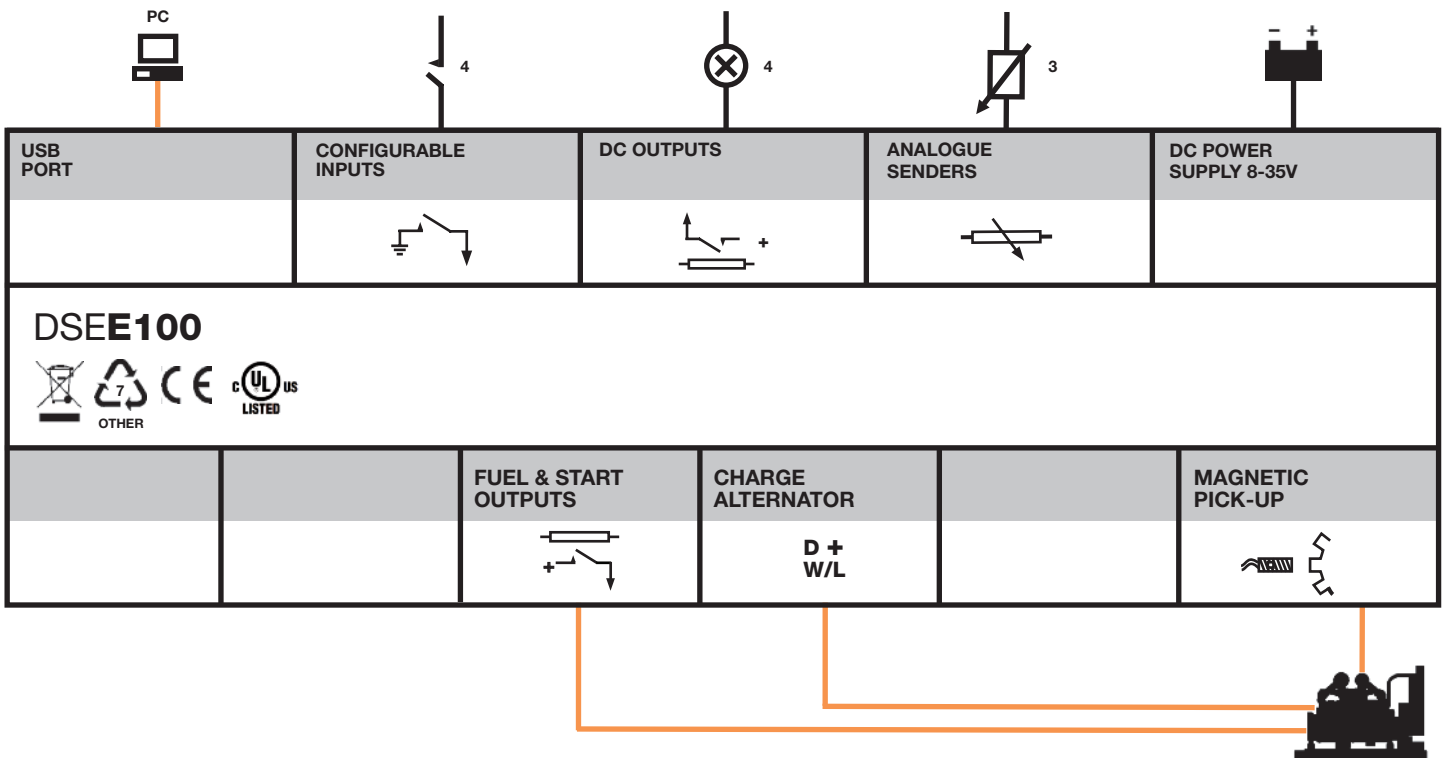 PC
4
4
3
− +
USB
PORT
CONFIGURABLE
INPUTS
DC OUTPUTS
ANALOGUE
SENDERS
DC POWER
SUPPLY 8-35V
+
DSEE100
7
OTHER
CE
C UL US
LISTED
FUEL & START
OUTPUTS
CHARGE
ALTERNATOR
MAGNETIC
PICK-UP
+
D +
W/L